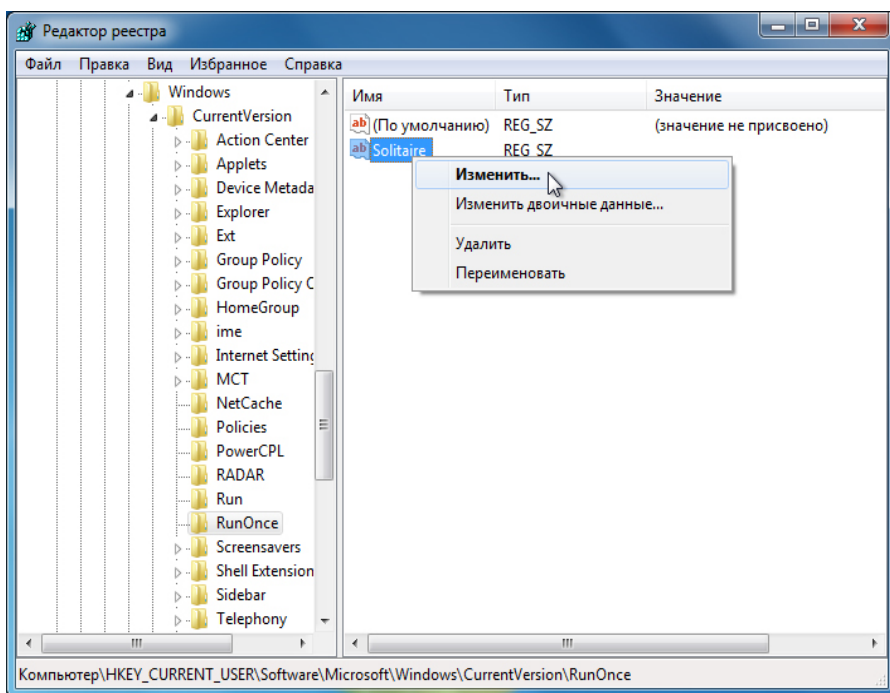 Редактор реестра
Файл Правка Вид Избранное Справка
Windows
CurrentVersion
Action Center
Applets
Device Metada
Explorer
Ext
Group Policy
Group Policy C
HomeGroup
ime
Internet Setting
MCT
NetCache
Policies
PowerCPL
RADAR
Run
RunOnce
Screensavers
Shell Extension
Sidebar
Telephony
Имя Тип Значение
ab (По умолчанию) REG_SZ (значение не присвоено)
ab Solitaire REG_SZ
Изменить...
Изменить двоичные данные...
Удалить
Переименовать
Компьютер\HKEY_CURRENT_USER\Software\Microsoft\Windows\CurrentVersion\RunOnce